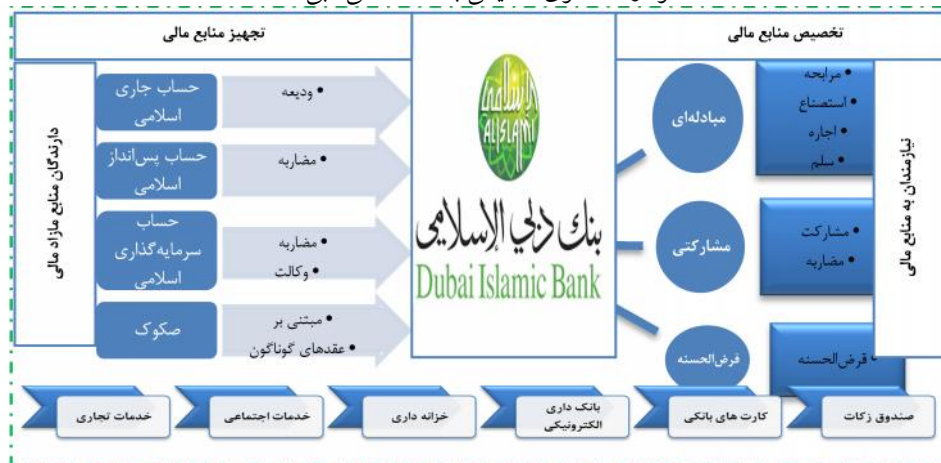 تجهیز منابع مالی
تخصیص منابع مالی
دارندگان منابع مازاد مالی
حساب جاری
اسلامی
• ودیعه
حساب پس‌انداز
اسلامی
• مضاربه
حساب
سرمایه‌گذاری
اسلامی
• مضاربه
• وکالت
صکوک
• مبتنی بر
• عقدهای گوناگون
الإسلامي
AL ISLAMI
بنك دبي الإسلامي
Dubai Islamic Bank
مبادله‌ای
• مرابحه
• استصناع
• اجاره
• سلم
مشارکتی
• مشارکت
• مضاربه
قرض‌الحسنه
• قرض‌الحسنه
نیازمندان به منابع مالی
صندوق زکات
کارت های بانکی
بانک داری
الکترونیکی
خزانه داری
خدمات اجتماعی
خدمات تجاری